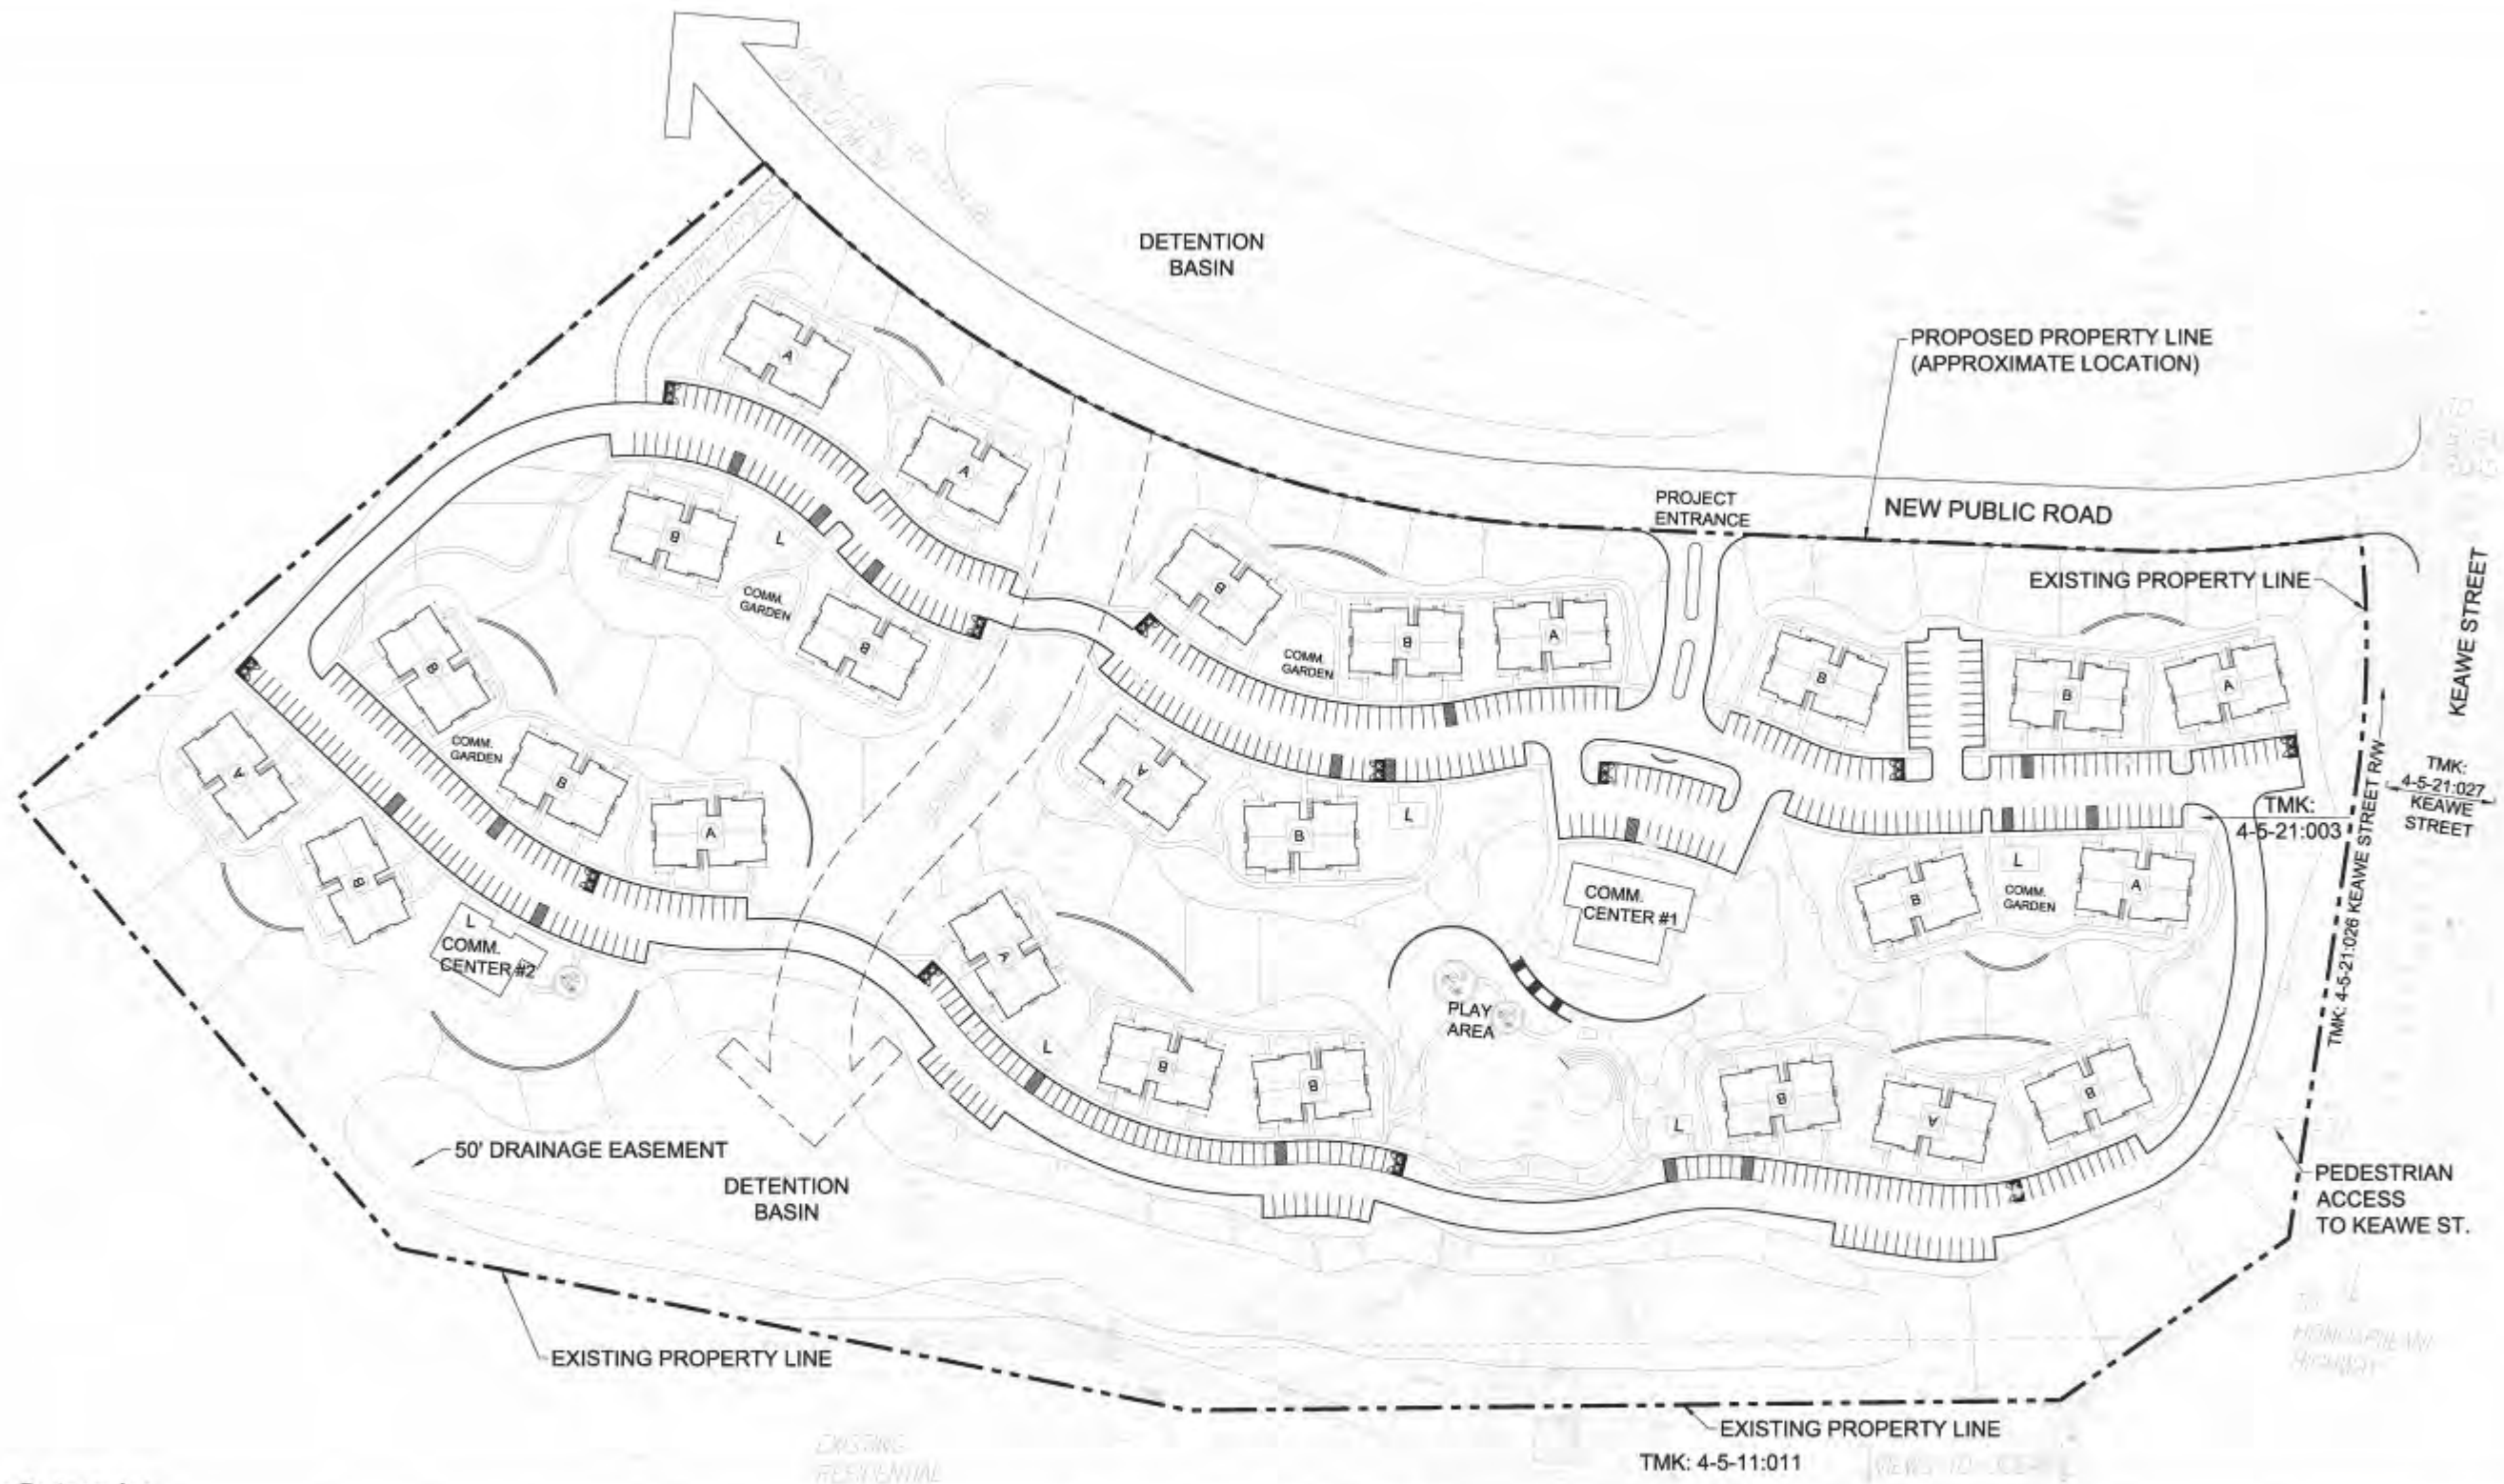 DETENTION
BASIN
PROPOSED PROPERTY LINE
(APPROXIMATE LOCATION)
PROJECT
ENTRANCE
NEW PUBLIC ROAD
EXISTING PROPERTY LINE
KEAWE STREET
A
A
B
L
COMM.
GARDEN
B
B
COMM.
GARDEN
B
A
B
B
A
B
COMM.
GARDEN
B
A
A
B
A
B
L
TMK:
4-5-21:027
KEAWE
STREET
TMK:
4-5-21:003
TMK: 4-5-21:026 KEAWE STREET R/W
L
COMM.
GARDEN
B
A
COMM.
CENTER #1
L
COMM.
CENTER #2
A
L
B
B
PLAY
AREA
L
B
A
B
50' DRAINAGE EASEMENT
DETENTION
BASIN
PEDESTRIAN
ACCESS
TO KEAWE ST.
EXISTING PROPERTY LINE
EXISTING PROPERTY LINE
TMK: 4-5-11:011
EXISTING
RESIDENTIAL